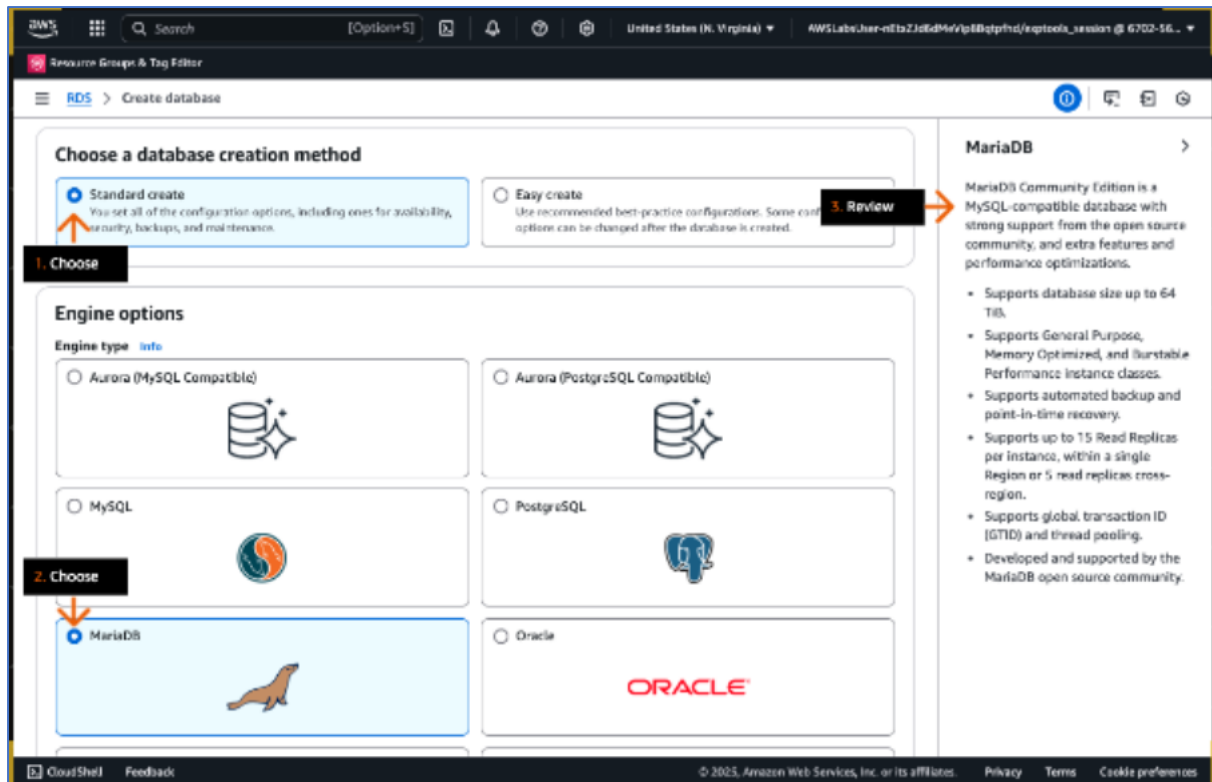 aws
Search [Option+S]
United States (N. Virginia)
Resource Groups & Tag Editor
RDS > Create database
Choose a database creation method
Standard create
You set all of the configuration options, including ones for availability,
security, backups, and maintenance.
Easy create
Use recommended best-practice configurations. Some
options can be changed after the database is created.
1. Choose
3. Review
Engine options
Engine type Info
Aurora (MySQL Compatible)
Aurora (PostgreSQL Compatible)
MySQL
PostgreSQL
2. Choose
MariaDB
Oracle
ORACLE
MariaDB
MariaDB Community Edition is a
MySQL-compatible database with
strong support from the open source
community, and extra features and
performance optimizations.
• Supports database size up to 64
TiB.
• Supports General Purpose,
Memory Optimized, and Burstable
Performance instance classes.
• Supports automated backup and
point-in-time recovery.
• Supports up to 15 Read Replicas
per instance, within a single
Region or 5 read replicas cross-
region.
• Supports global transaction ID
(GTID) and thread pooling.
• Developed and supported by the
MariaDB open source community.
CloudShell Feedback
© 2025, Amazon Web Services, Inc. or its affiliates. Privacy Terms Cookie preferences